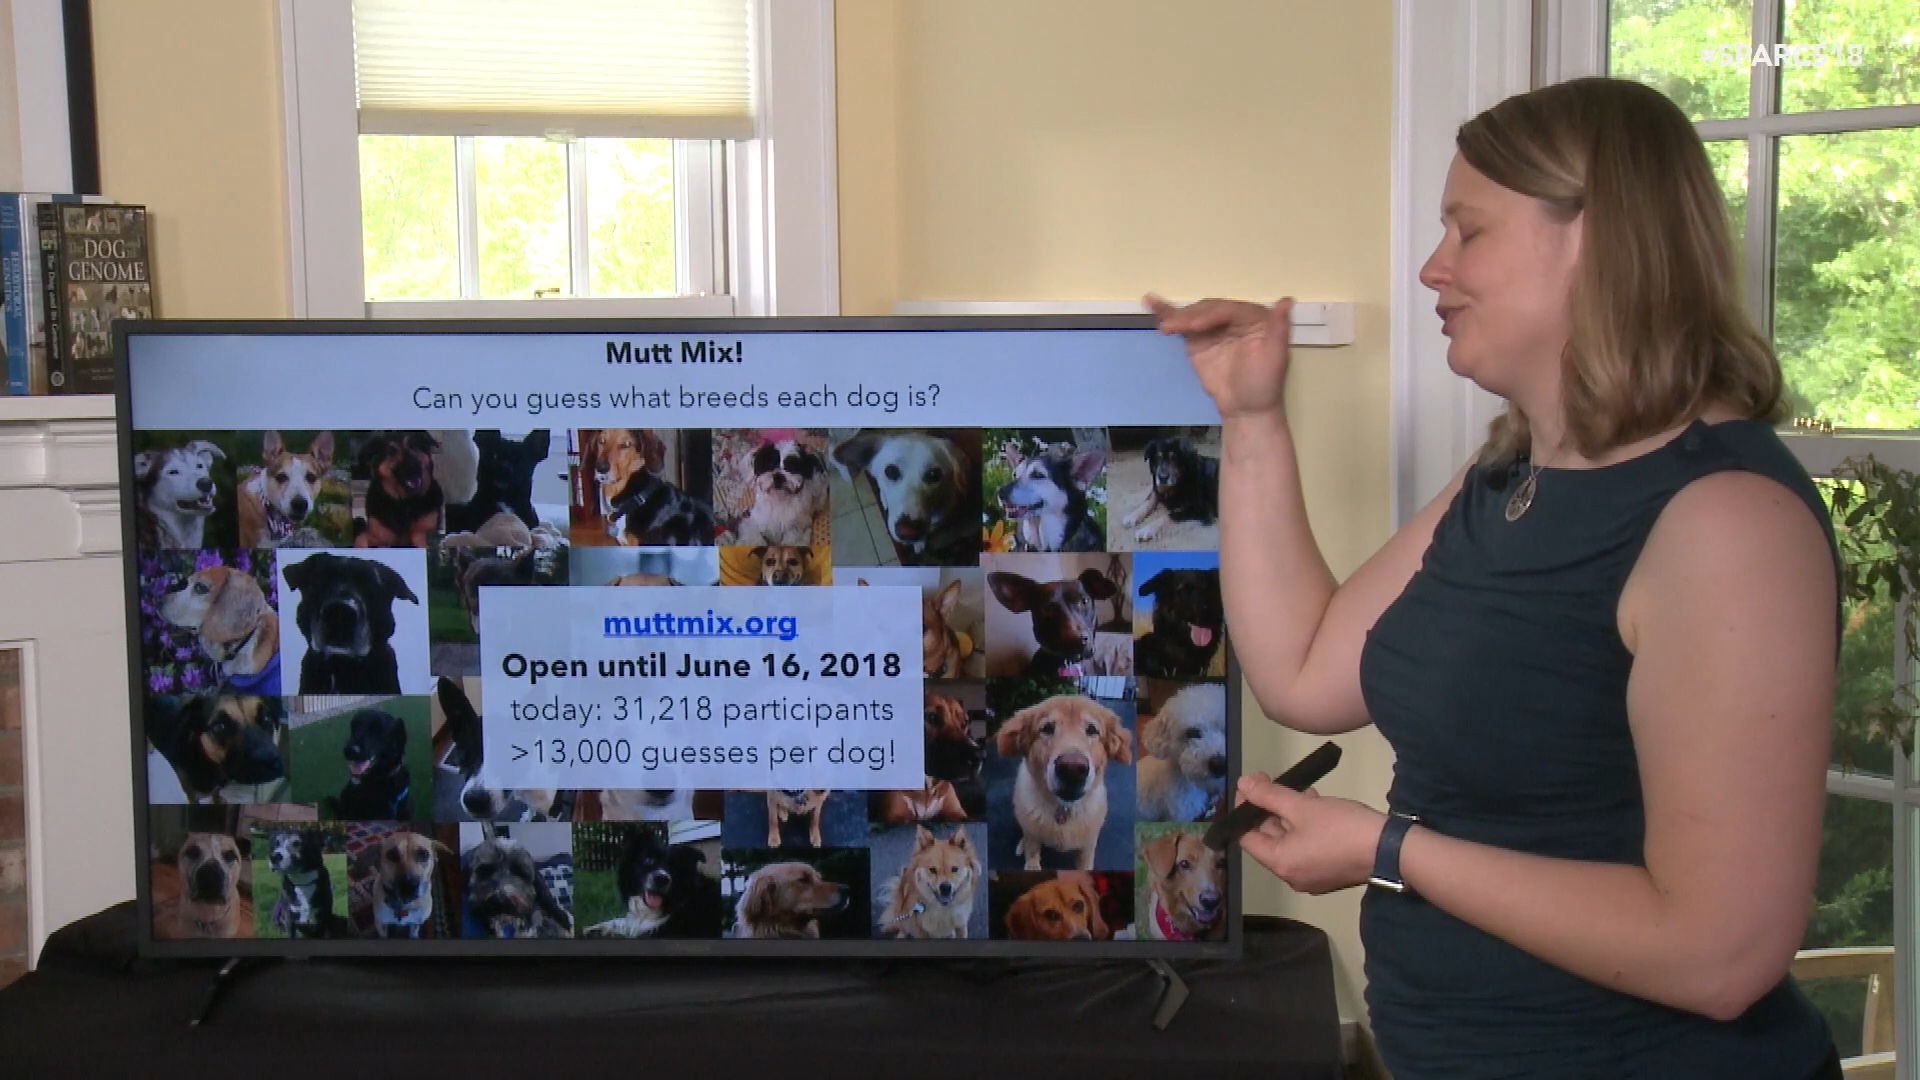 #SPARCS18
DOG
GENOME
Mutt Mix!
Can you guess what breeds each dog is?
muttmix.org
Open until June 16, 2018
today: 31,218 participants
>13,000 guesses per dog!